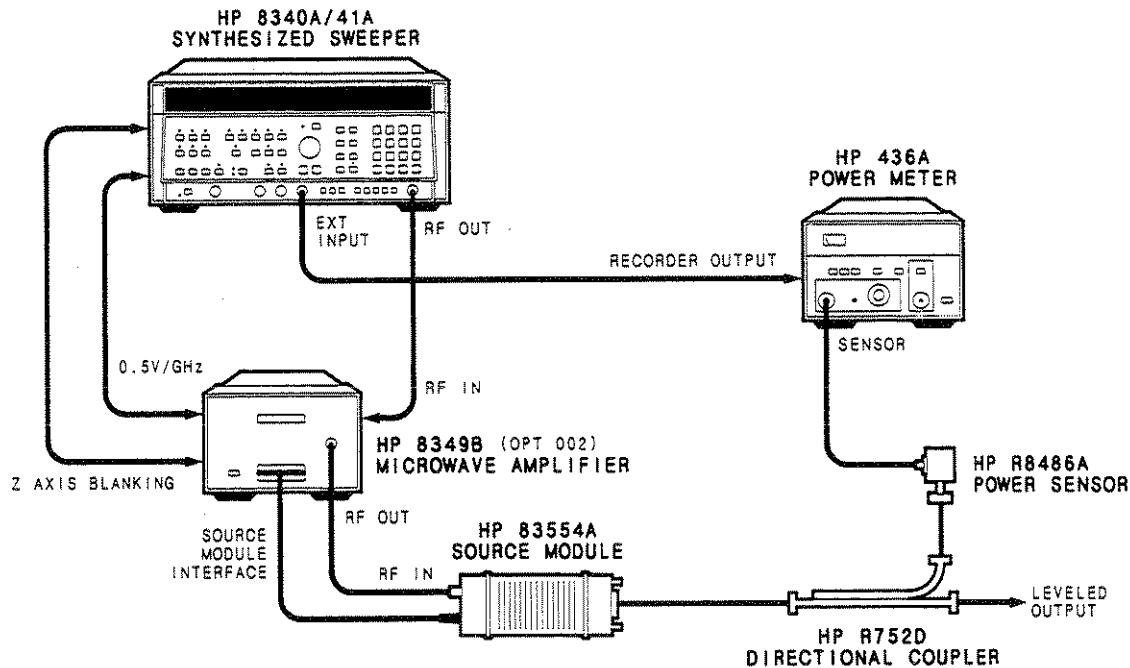 HP 8340A/41A
SYNTHESIZED SWEEPER
HP 436A
POWER METER
EXT
INPUT
RF OUT
RECORDER OUTPUT
SENSOR
0.5V/GHz
RF IN
HP 8349B (OPT 002)
MICROWAVE AMPLIFIER
Z AXIS BLANKING
HP R8486A
POWER SENSOR
RF OUT
SOURCE
MODULE
INTERFACE
HP 83554A
SOURCE MODULE
RF IN
LEVELED
OUTPUT
HP R752D
DIRECTIONAL COUPLER